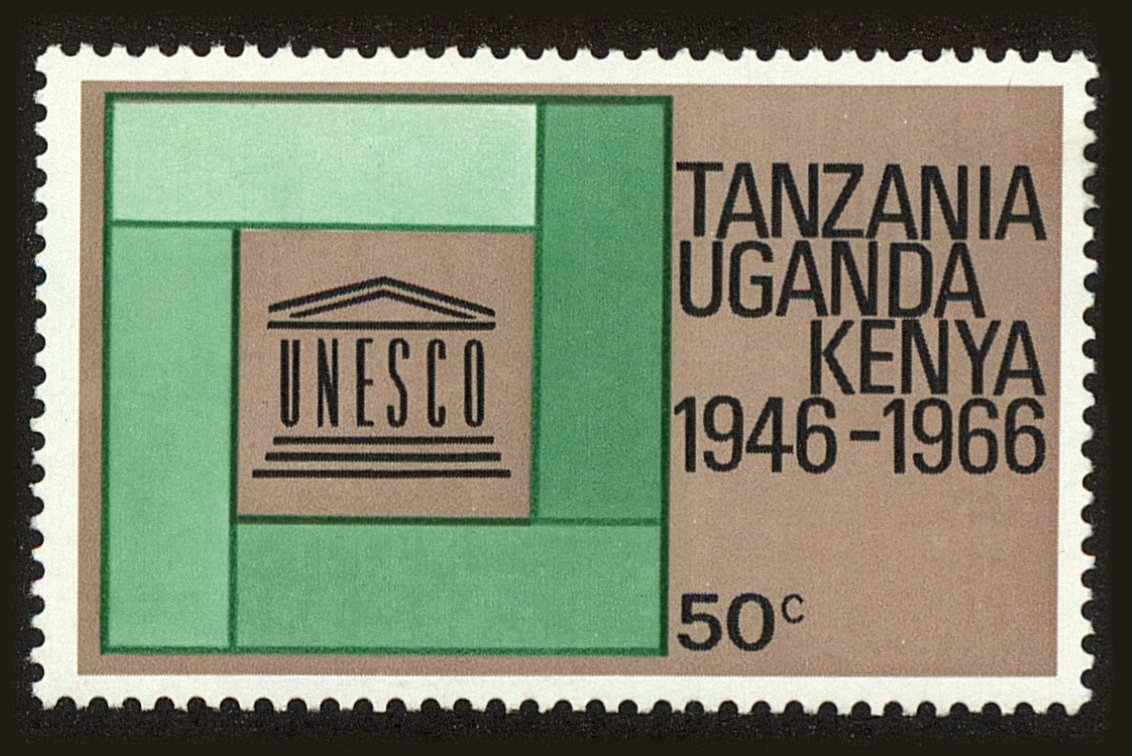 UNESCO
TANZANIA
UGANDA
KENYA
1946-1966
50c